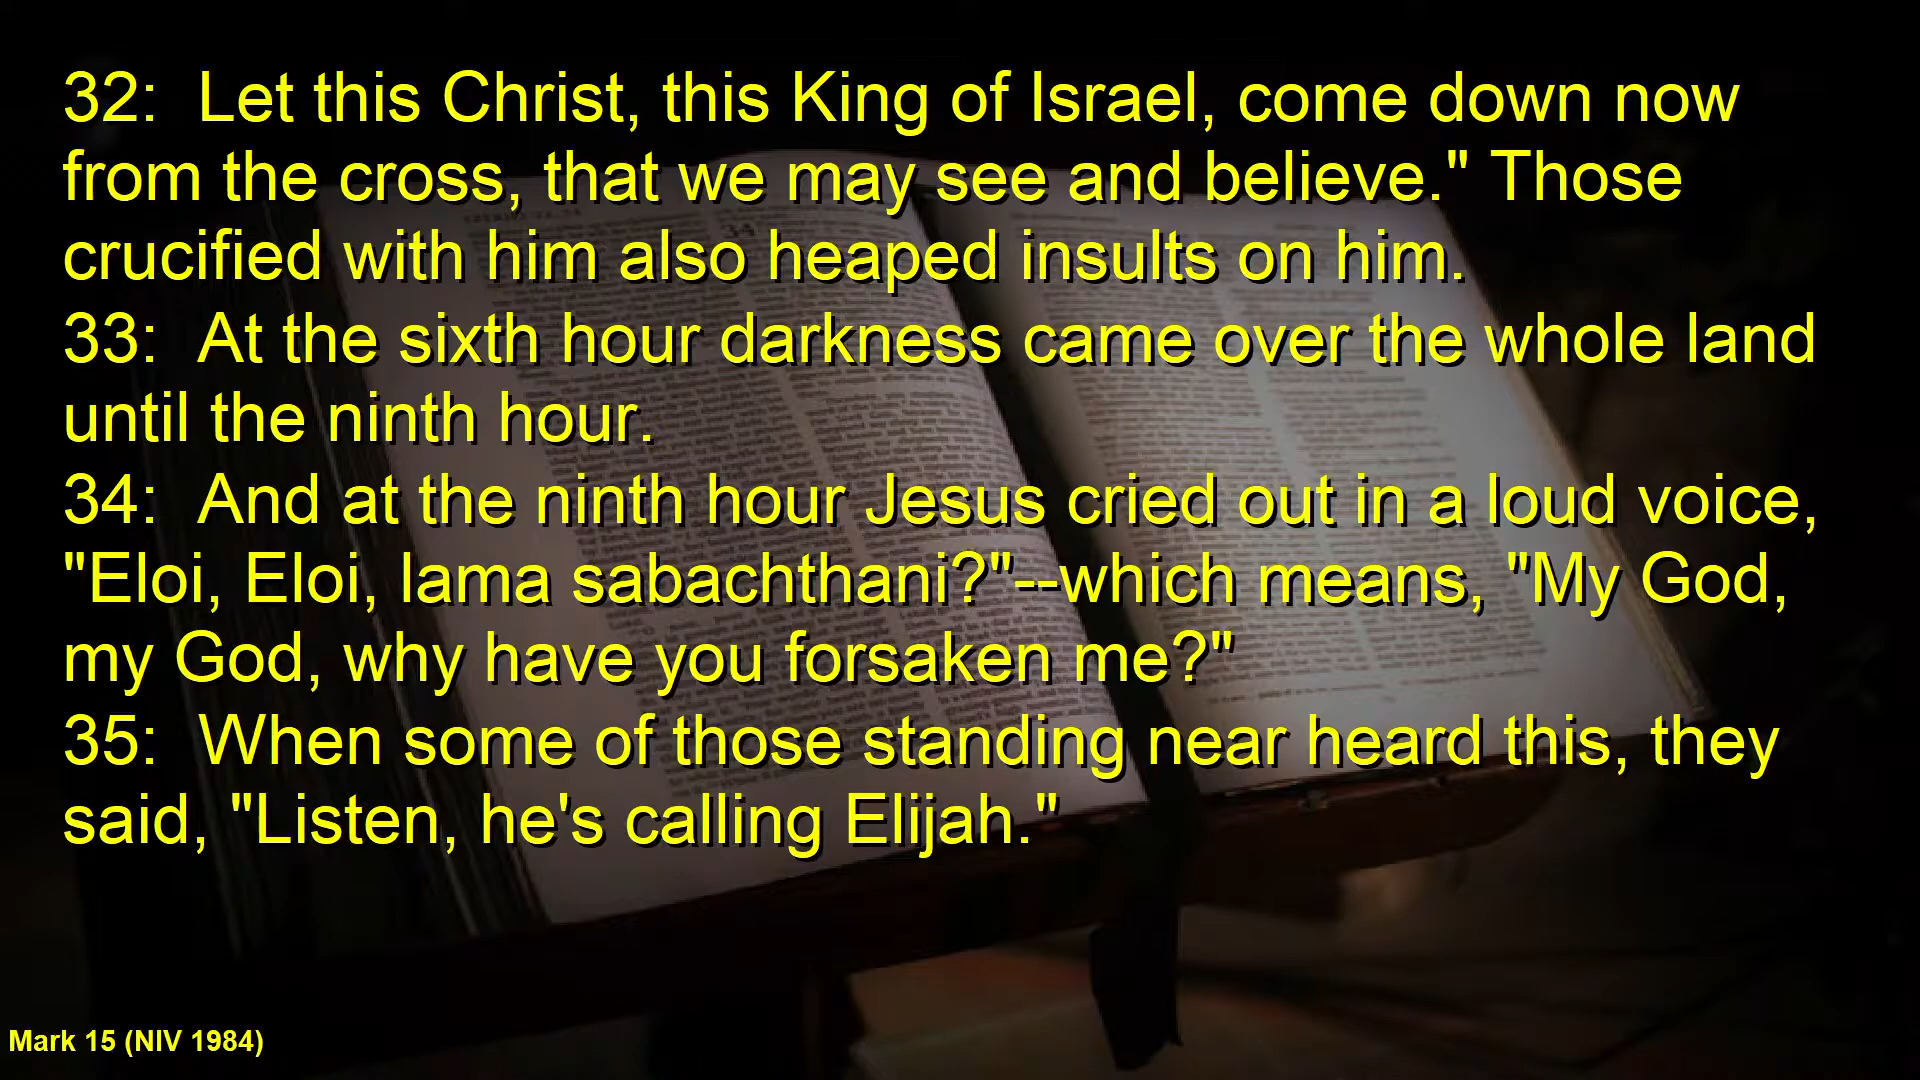 32:  Let this Christ, this King of Israel, come down now
from the cross, that we may see and believe." Those
crucified with him also heaped insults on him.
33:  At the sixth hour darkness came over the whole land
until the ninth hour.
34:  And at the ninth hour Jesus cried out in a loud voice,
"Eloi, Eloi, lama sabachthani?"--which means, "My God,
my God, why have you forsaken me?"
35:  When some of those standing near heard this, they
said, "Listen, he's calling Elijah."
Mark 15 (NIV 1984)